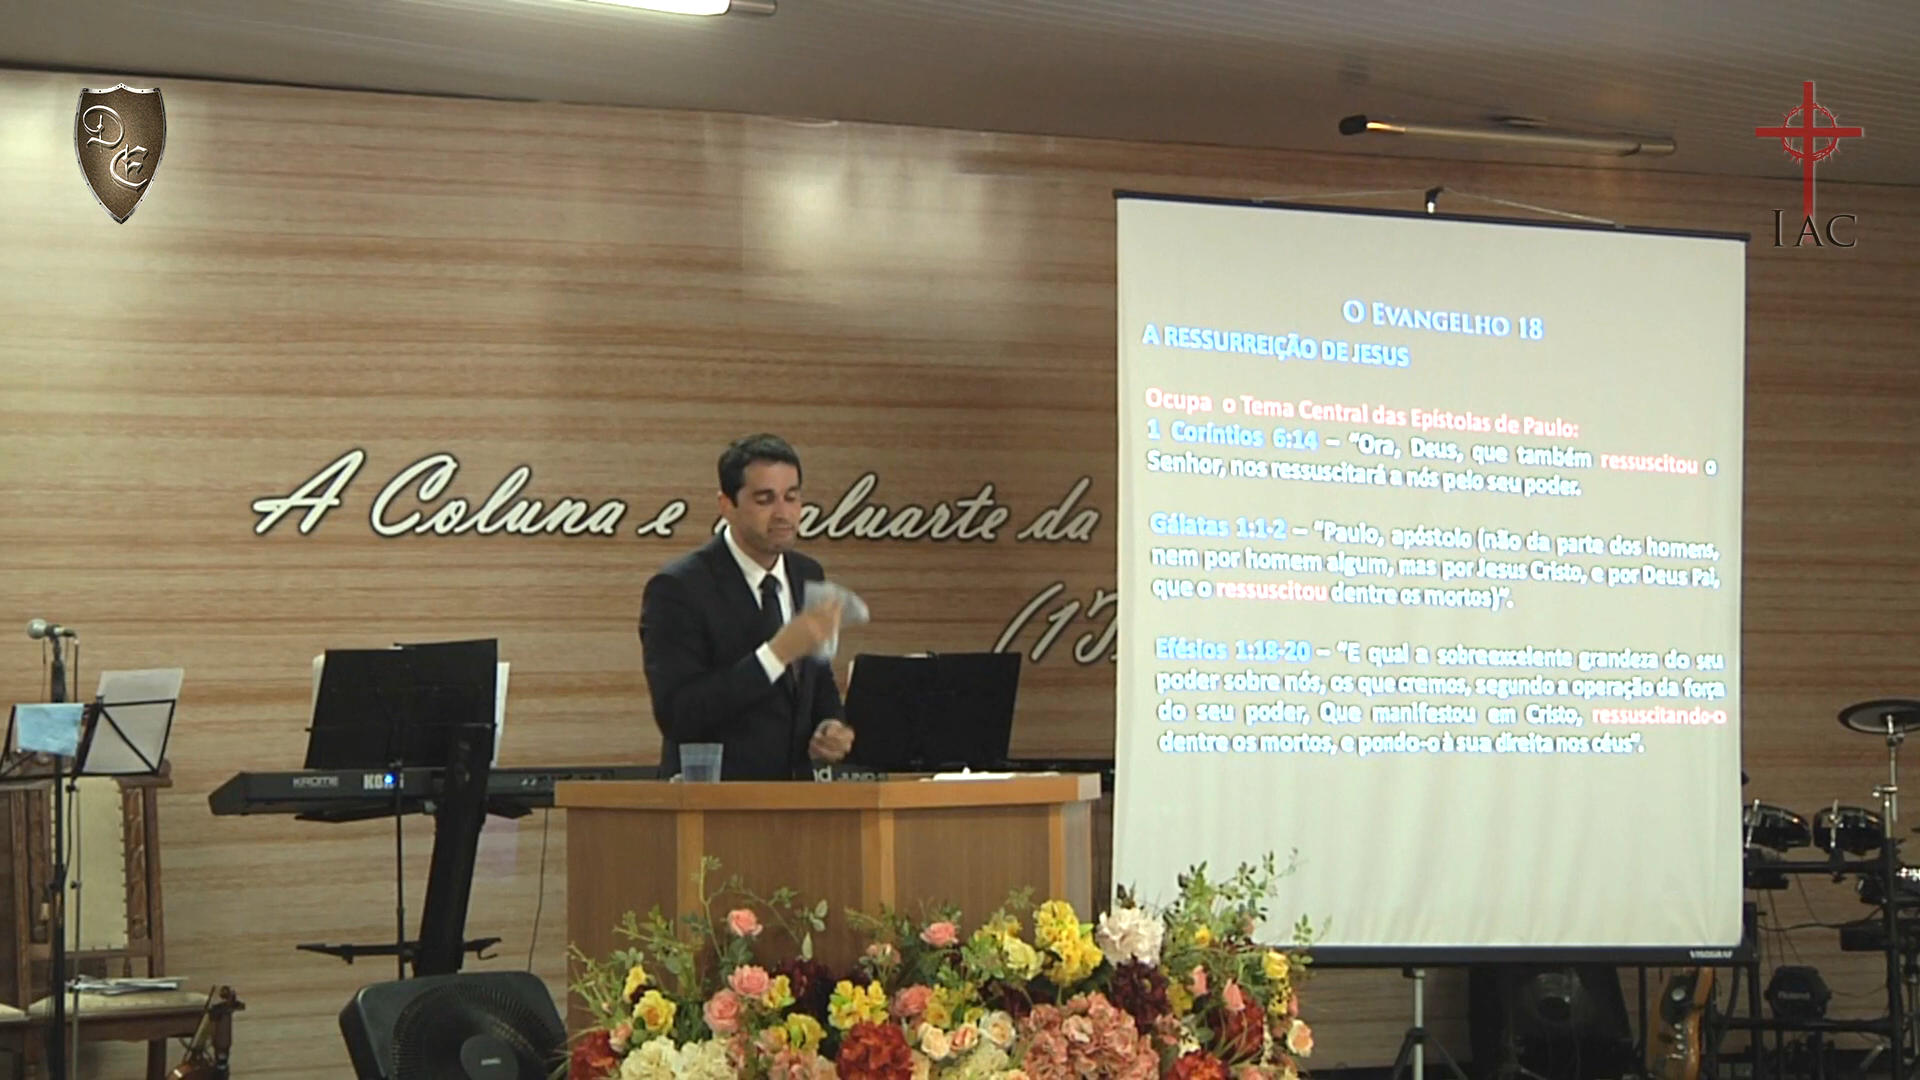 D
E
IAC
A Coluna e aluarte da
(1
O EVANGELHO 18
A RESSURREIÇÃO DE JESUS
Ocupa o Tema Central das Epístolas de Paulo:
1 Coríntios 6:14 – “Ora, Deus, que também ressuscitou o
Senhor, nos ressuscitará a nós pelo seu poder.
Gálatas 1:1-2 – “Paulo, apóstolo (não da parte dos homens,
nem por homem algum, mas por Jesus Cristo, e por Deus Pai,
que o ressuscitou dentre os mortos)”.
Efésios 1:18-20 – “E qual a sobreexcelente grandeza do seu
poder sobre nós, os que cremos, segundo a operação da força
do seu poder, Que manifestou em Cristo, ressuscitando-o
dentre os mortos, e pondo-o à sua direita nos céus”.
KROME
KORG
JUNO
Roland